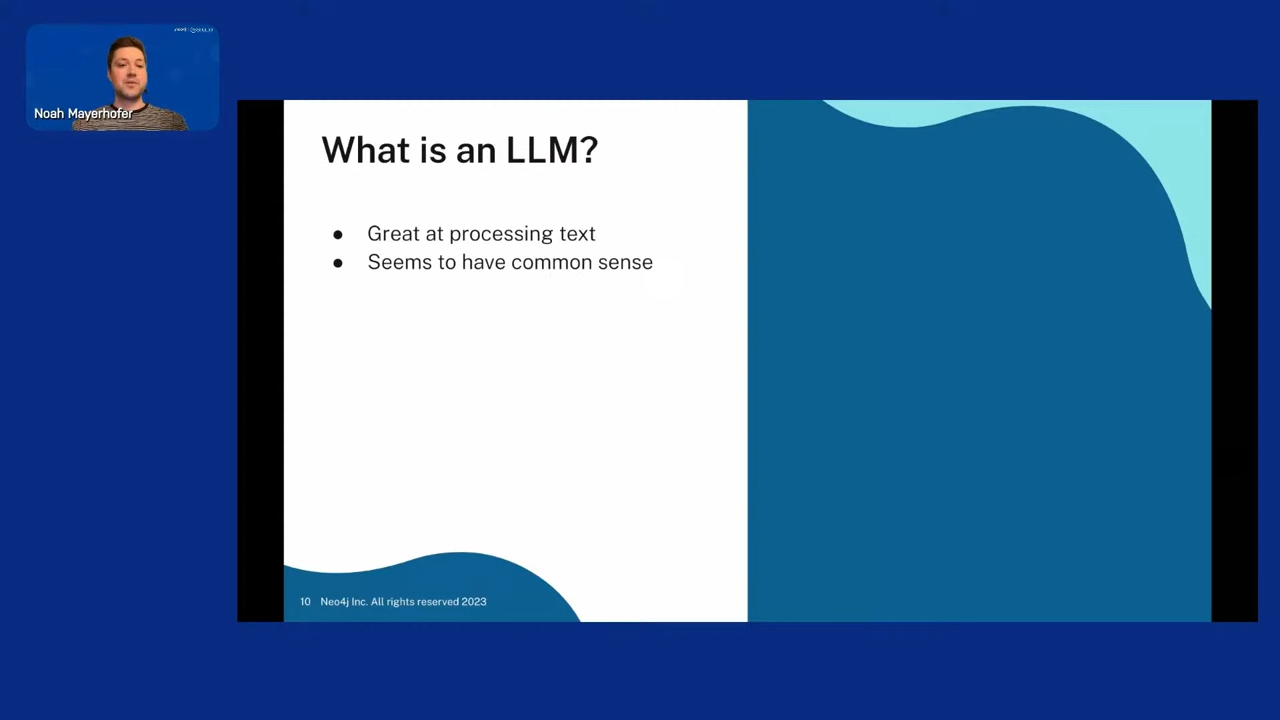 Noah Mayerhofer
What is an LLM?
● Great at processing text
● Seems to have common sense
10 Neo4j Inc. All rights reserved 2023